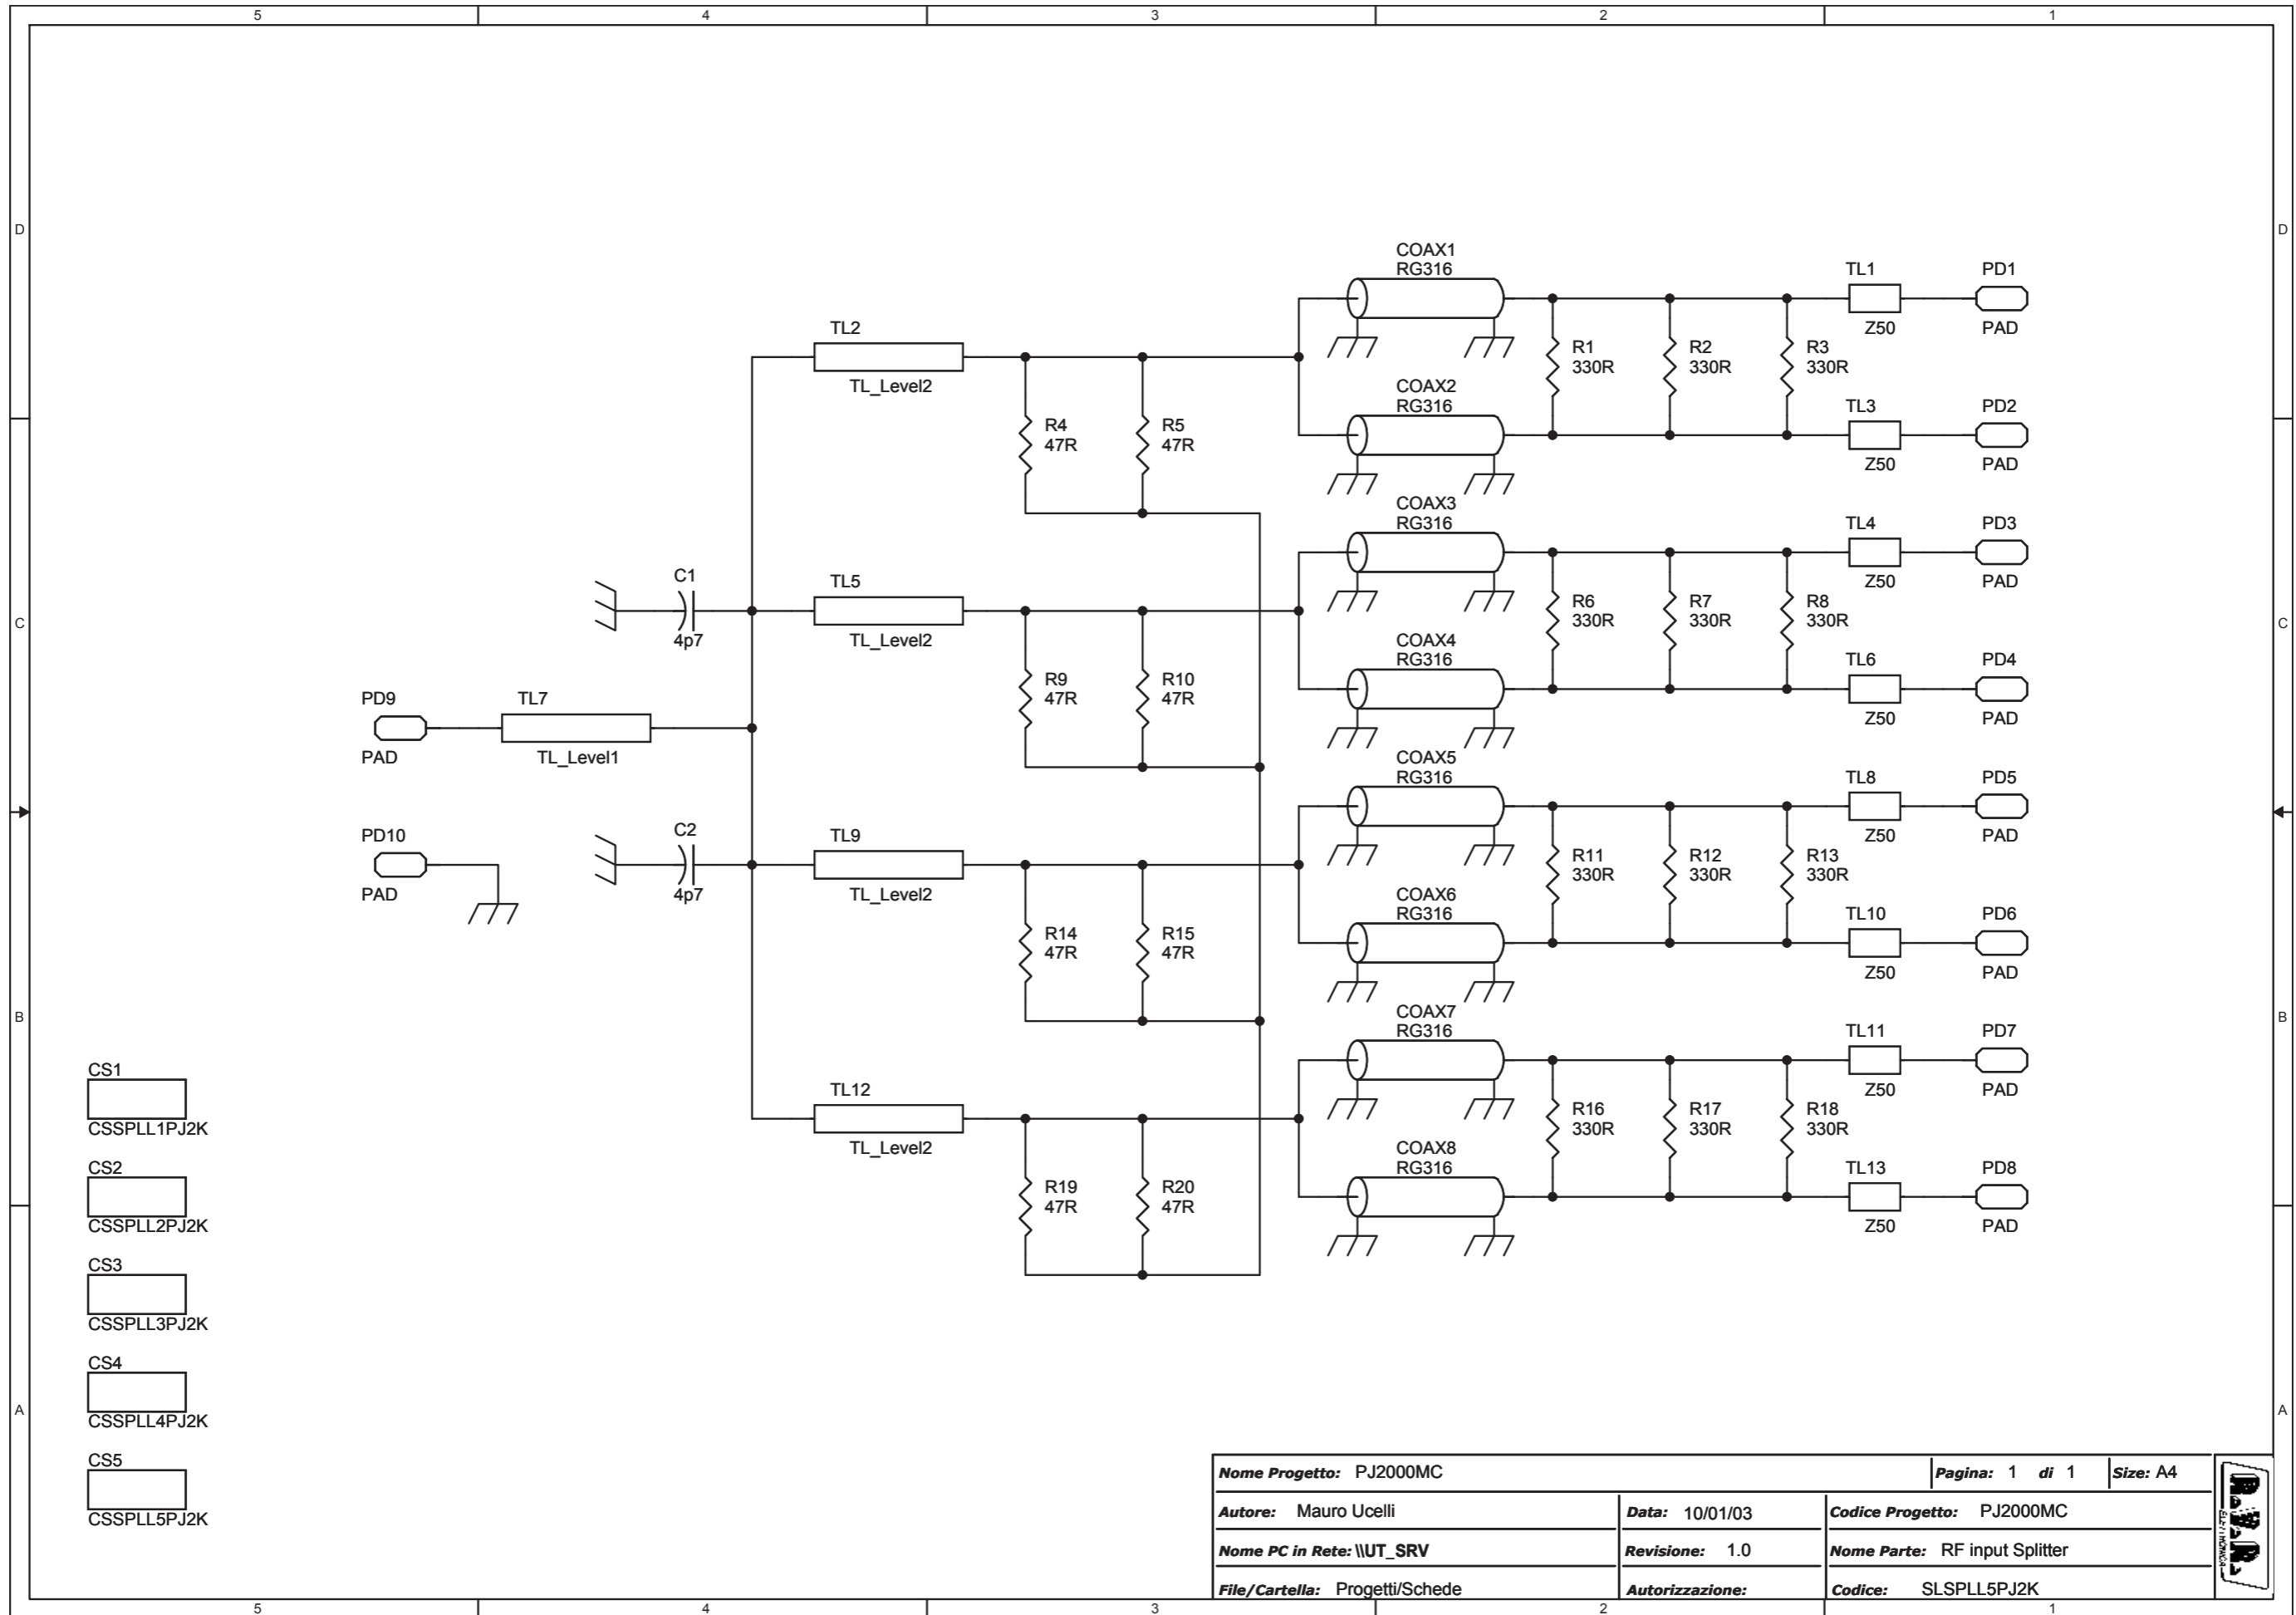 5 4 3 2 1
D D
C C
B B
A A
COAX1
RG316
TL1 PD1
Z50 PAD
R1
330R
R2
330R
R3
330R
COAX2
RG316
TL3 PD2
Z50 PAD
TL2
TL_Level2
R4
47R
R5
47R
COAX3
RG316
TL4 PD3
Z50 PAD
R6
330R
R7
330R
R8
330R
COAX4
RG316
TL6 PD4
Z50 PAD
C1
4p7
TL5
TL_Level2
R9
47R
R10
47R
PD9
PAD
TL7
TL_Level1
COAX5
RG316
TL8 PD5
Z50 PAD
R11
330R
R12
330R
R13
330R
COAX6
RG316
TL10 PD6
Z50 PAD
PD10
PAD
C2
4p7
TL9
TL_Level2
R14
47R
R15
47R
COAX7
RG316
TL11 PD7
Z50 PAD
R16
330R
R17
330R
R18
330R
COAX8
RG316
TL13 PD8
Z50 PAD
TL12
TL_Level2
R19
47R
R20
47R
CS1
CSSPLL1PJ2K
CS2
CSSPLL2PJ2K
CS3
CSSPLL3PJ2K
CS4
CSSPLL4PJ2K
CS5
CSSPLL5PJ2K
Nome Progetto: PJ2000MC Pagina: 1 di 1 Size: A4
Autore: Mauro Ucelli Data: 10/01/03 Codice Progetto: PJ2000MC
Nome PC in Rete: \\UT_SRV Revisione: 1.0 Nome Parte: RF input Splitter
File/Cartella: Progetti/Schede Autorizzazione: Codice: SLSPLL5PJ2K
R.V.R.
ELETTRONICA
5 4 3 2 1